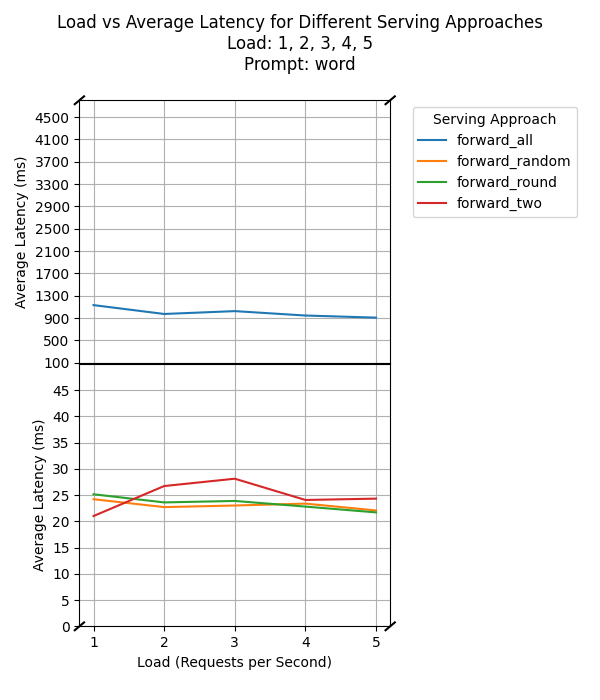 Load vs Average Latency for Different Serving Approaches
Load: 1, 2, 3, 4, 5
Prompt: word
4500
4100
3700
3300
2900
2500
2100
1700
1300
900
500
100
Average Latency (ms)
45
40
35
30
25
20
15
10
5
0
Average Latency (ms)
1 2 3 4 5
Load (Requests per Second)
Serving Approach
forward_all
forward_random
forward_round
forward_two